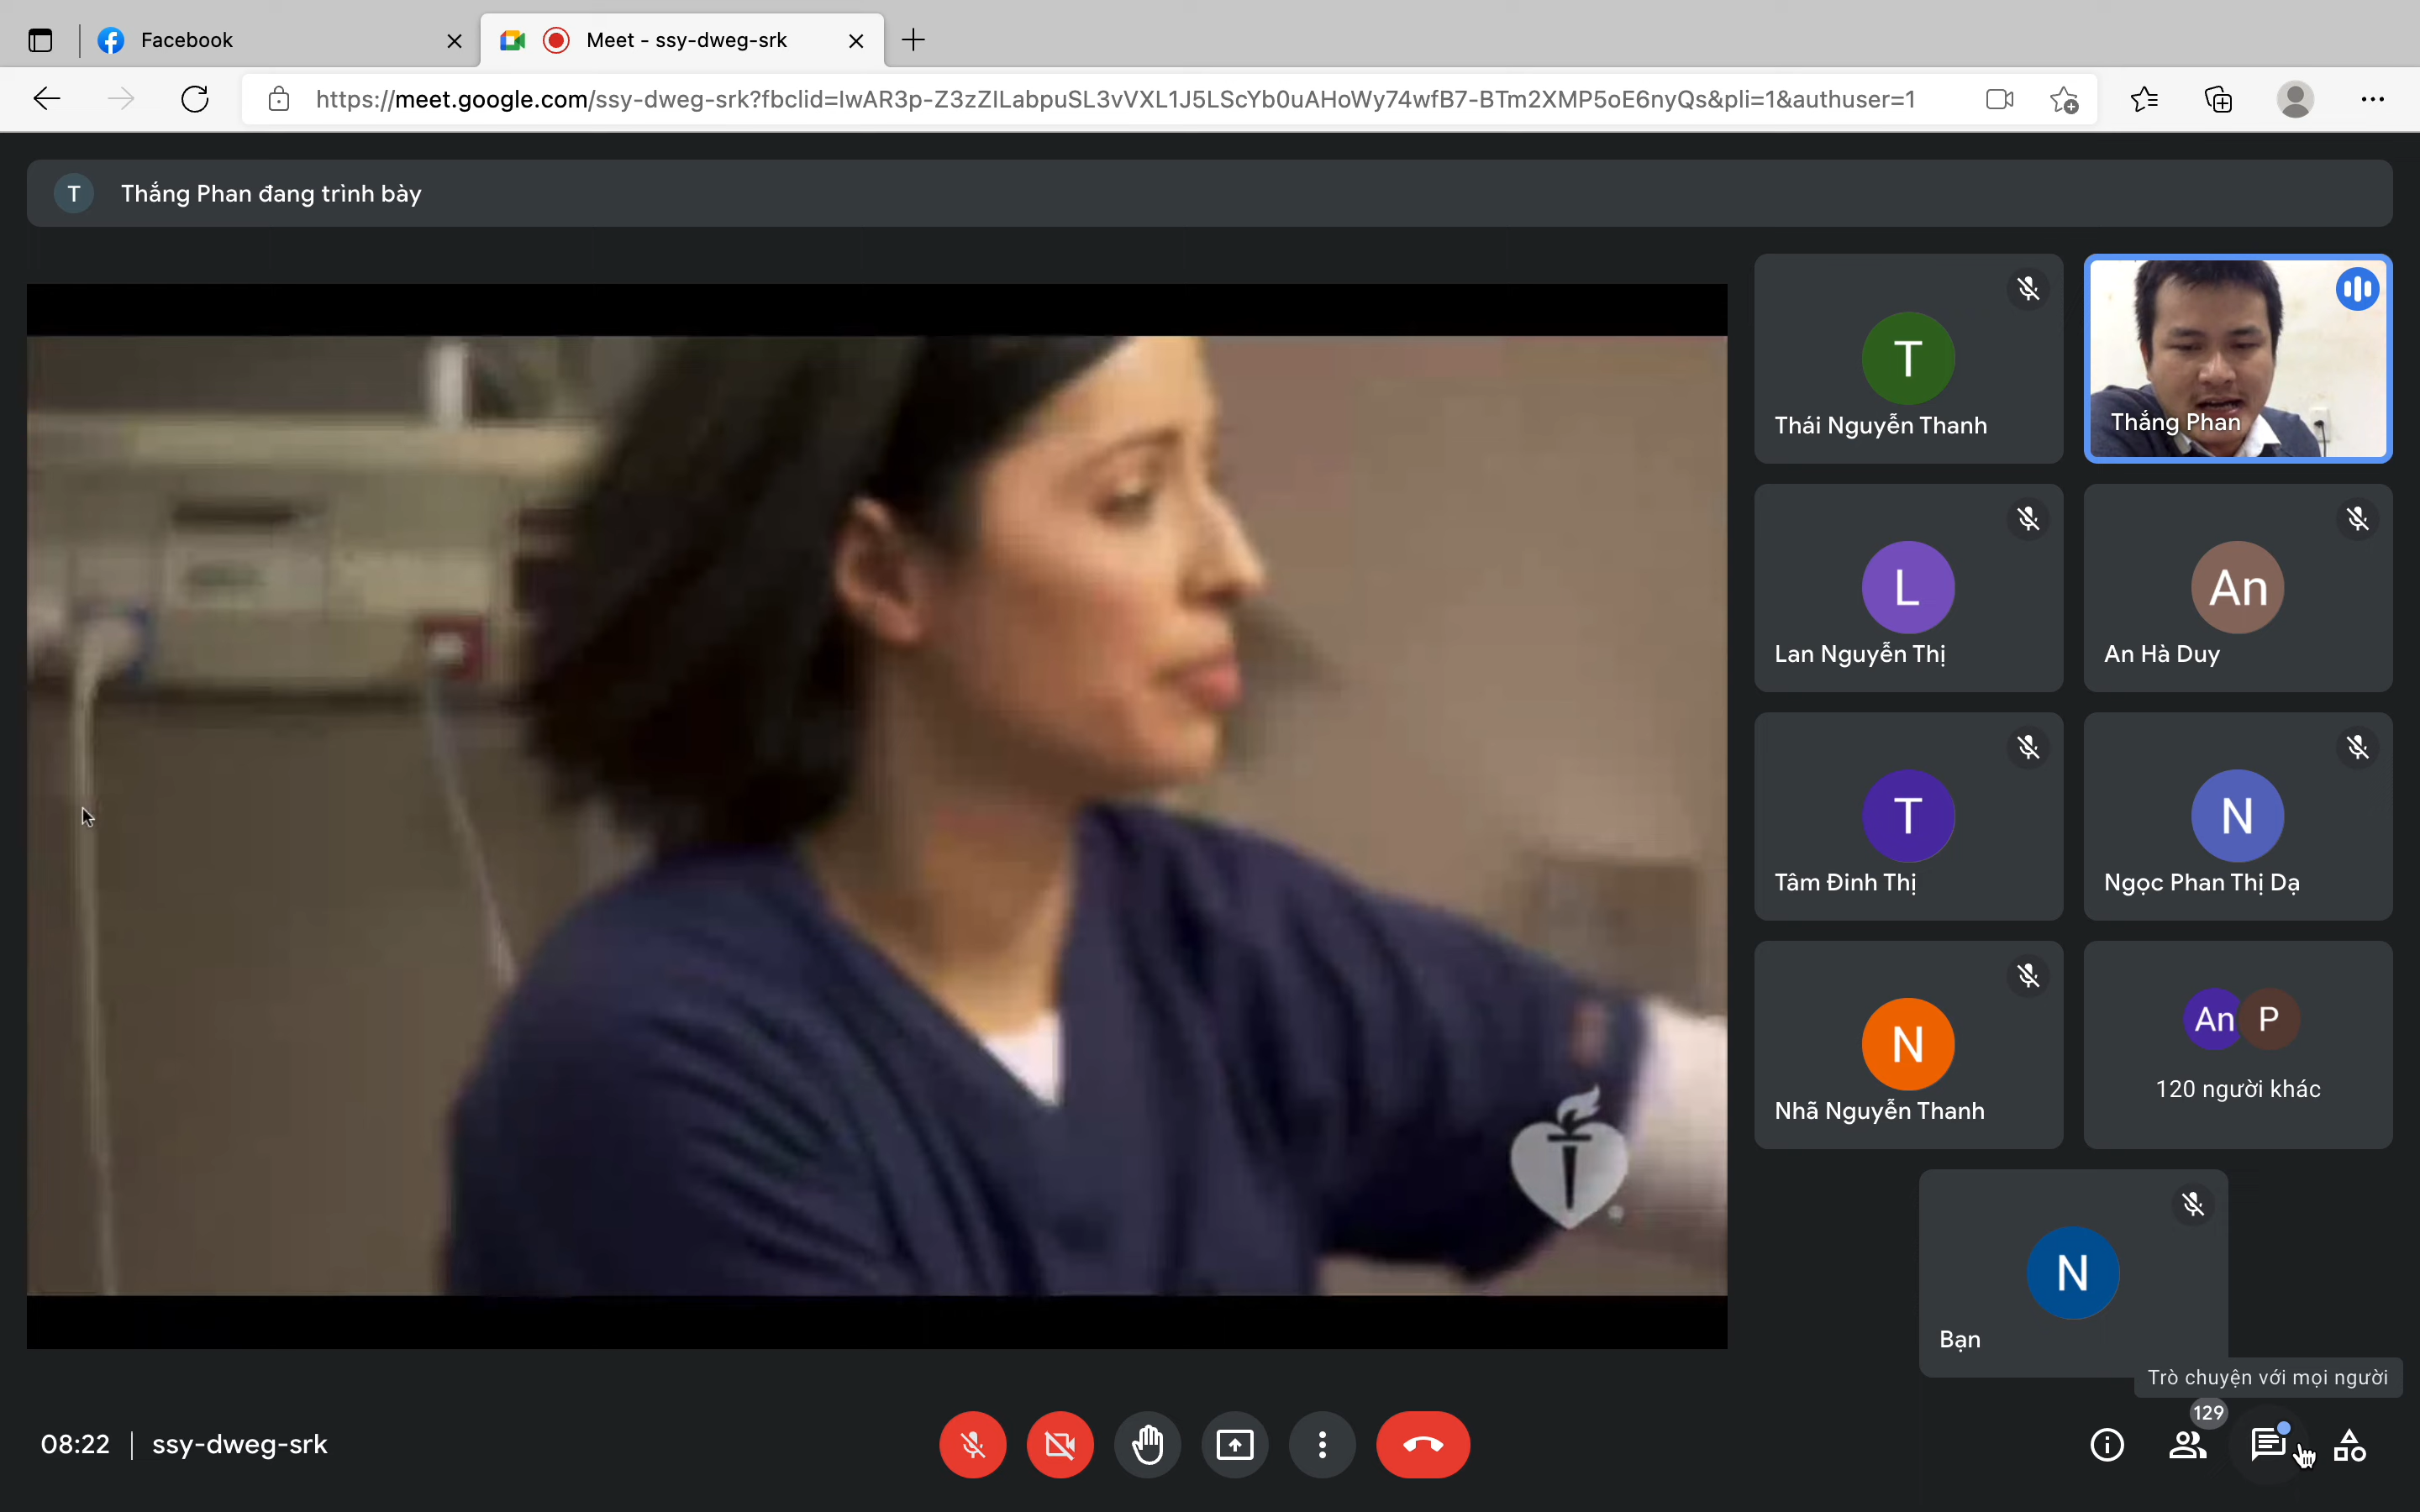 Facebook
Meet - ssy-dweg-srk
https://meet.google.com/ssy-dweg-srk?fbclid=IwAR3p-Z3zZILabpuSL3vVXL1J5LScYb0uAHoWy74wfB7-BTm2XMP5oE6nyQs&pli=1&authuser=1
T Thắng Phan đang trình bày
T
Thái Nguyễn Thanh
Thắng Phan
L
Lan Nguyễn Thị
An
An Hà Duy
T
Tâm Đinh Thị
N
Ngọc Phan Thị Dạ
N
Nhã Nguyễn Thanh
An P
120 người khác
N
Bạn
Trò chuyện với mọi người
129
08:22 | ssy-dweg-srk